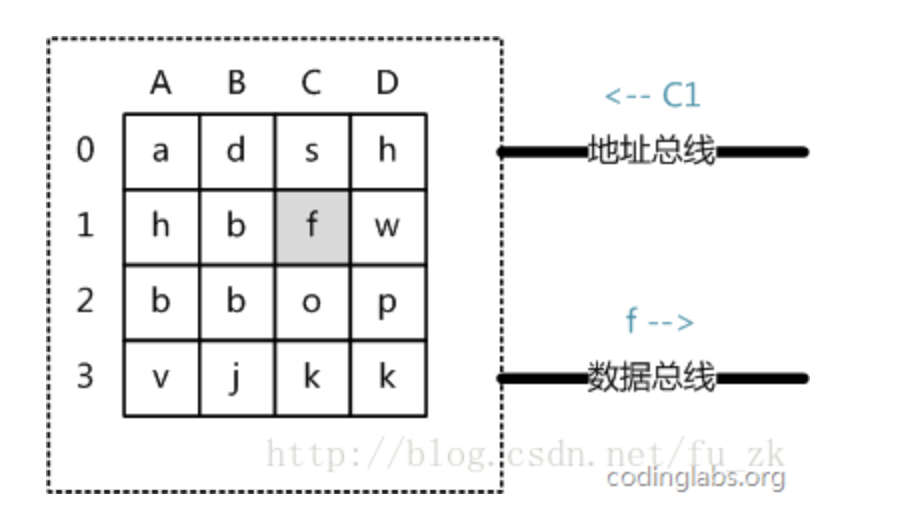 A B C D
<-- C1
0 a d s h
地址总线
1 h b f w
2 b b o p
f -->
3 v j k k
数据总线
http://blog.csdn.net/fu_zk
codinglabs.org